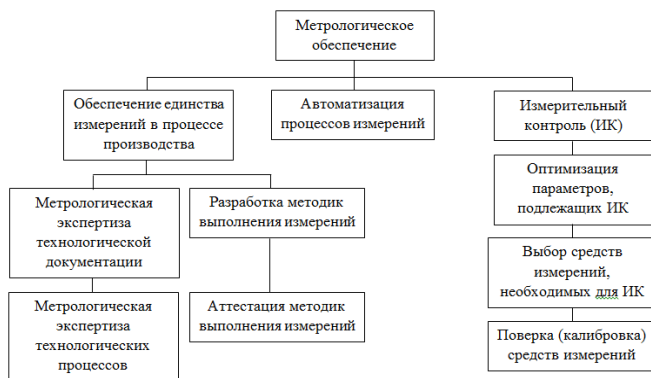 Метрологическое
обеспечение
Обеспечение единства
измерений в процессе
производства
Автоматизация
процессов измерений
Измерительный
контроль (ИК)
Оптимизация
параметров,
подлежащих ИК
Метрологическая
экспертиза
технологической
документации
Разработка методик
выполнения измерений
Выбор средств
измерений,
необходимых для ИК
Метрологическая
экспертиза
технологических
процессов
Аттестация методик
выполнения измерений
Поверка (калибровка)
средств измерений